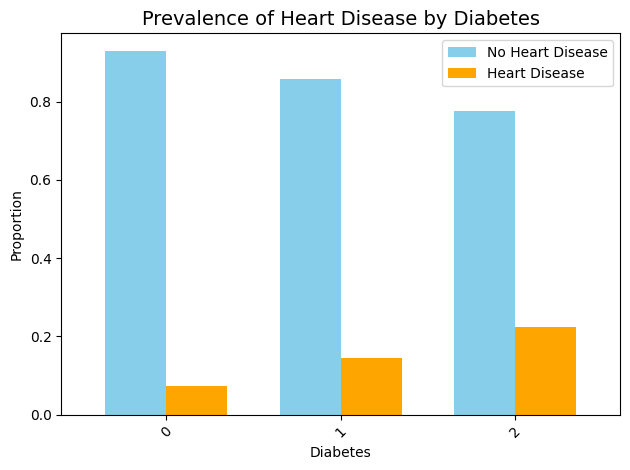 Prevalence of Heart Disease by Diabetes
No Heart Disease
Heart Disease
Proportion
0.8
0.6
0.4
0.2
0.0
0
1
2
Diabetes